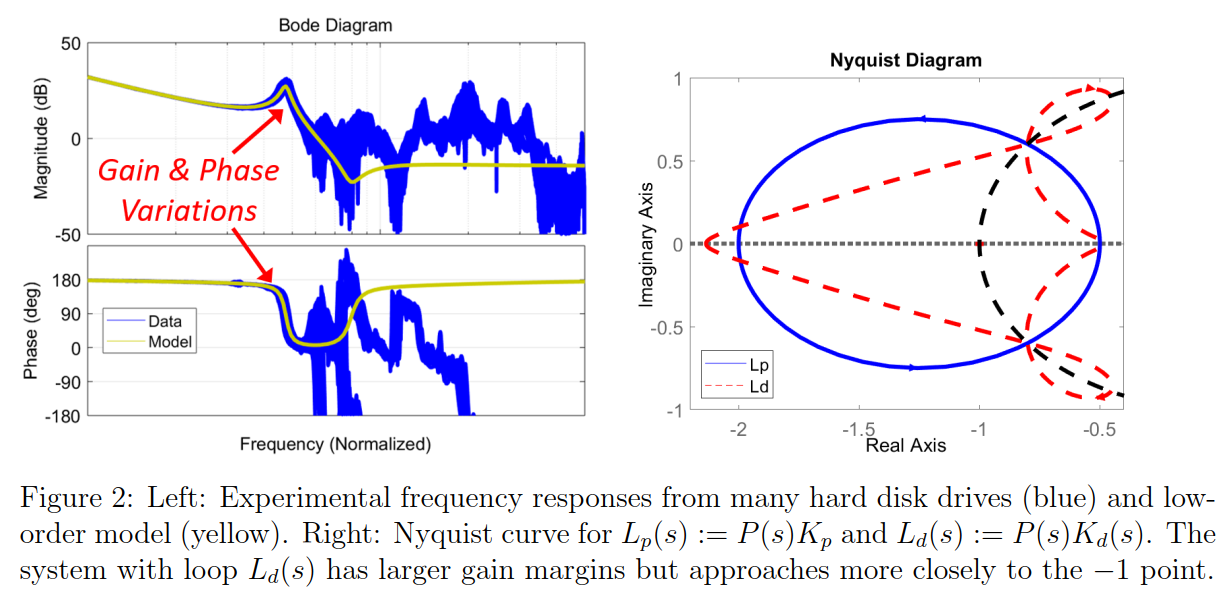 Bode Diagram
50
0
-50
Magnitude (dB)
Gain & Phase
Variations
180
90
0
-90
-180
Phase (deg)
Data
Model
Frequency (Normalized)
Nyquist Diagram
1
0.5
0
-0.5
-1
Imaginary Axis
Lp
Ld
-2
-1.5
-1
-0.5
Real Axis
Figure 2: Left: Experimental frequency responses from many hard disk drives (blue) and low-
order model (yellow). Right: Nyquist curve for Lₚ(s) := P(s)Kₚ and L_d(s) := P(s)K_d(s). The
system with loop L_d(s) has larger gain margins but approaches more closely to the −1 point.